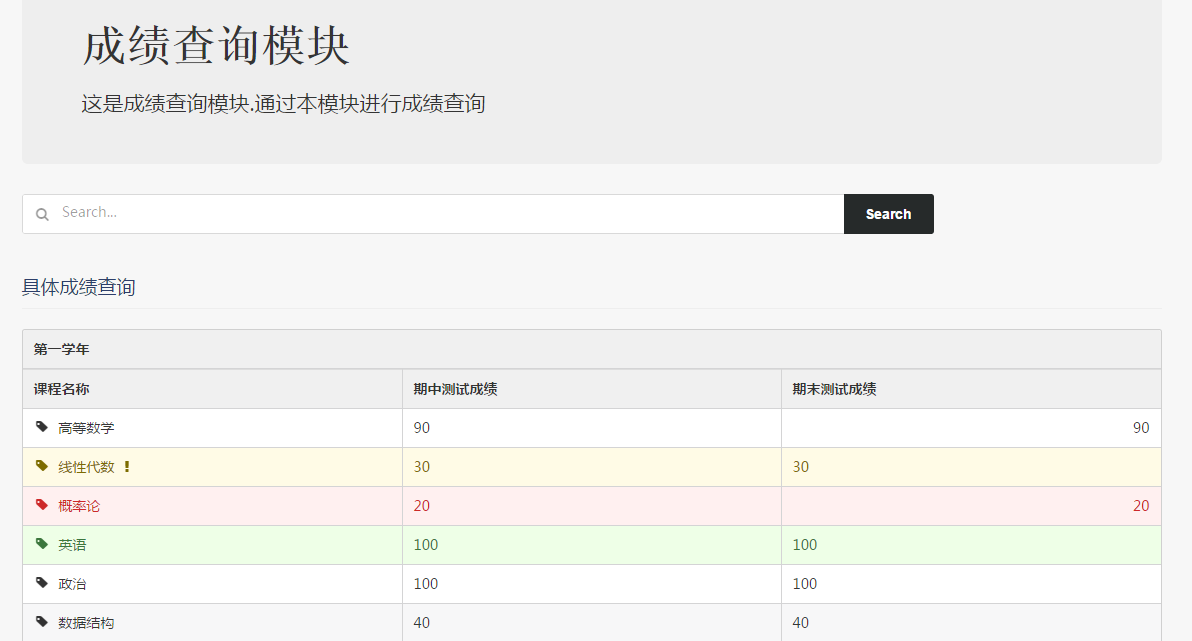 成绩查询模块
这是成绩查询模块.通过本模块进行成绩查询
Search...
Search
具体成绩查询
第一学年
课程名称 期中测试成绩 期末测试成绩
高等数学 90 90
线性代数 ! 30 30
概率论 20 20
英语 100 100
政治 100 100
数据结构 40 40